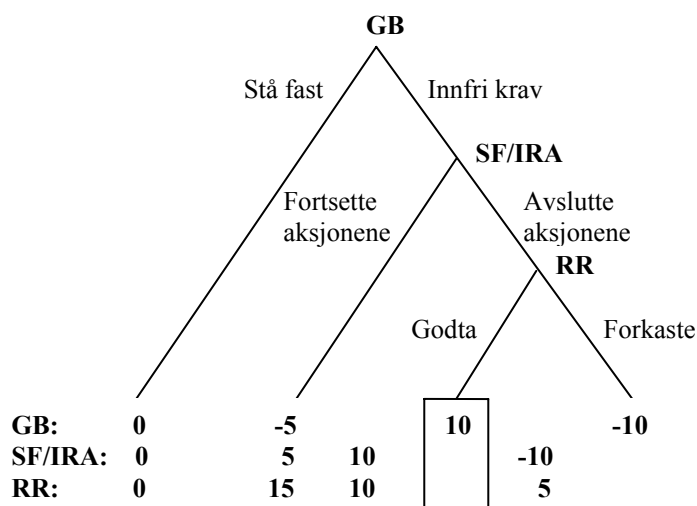 GB
Stå fast Innfri krav
SF/IRA
Fortsette Avslutte
aksjonene aksjonene
RR
Godta Forkaste
GB: 0 -5 10 -10
SF/IRA: 0 5 10 -10
RR: 0 15 10 5